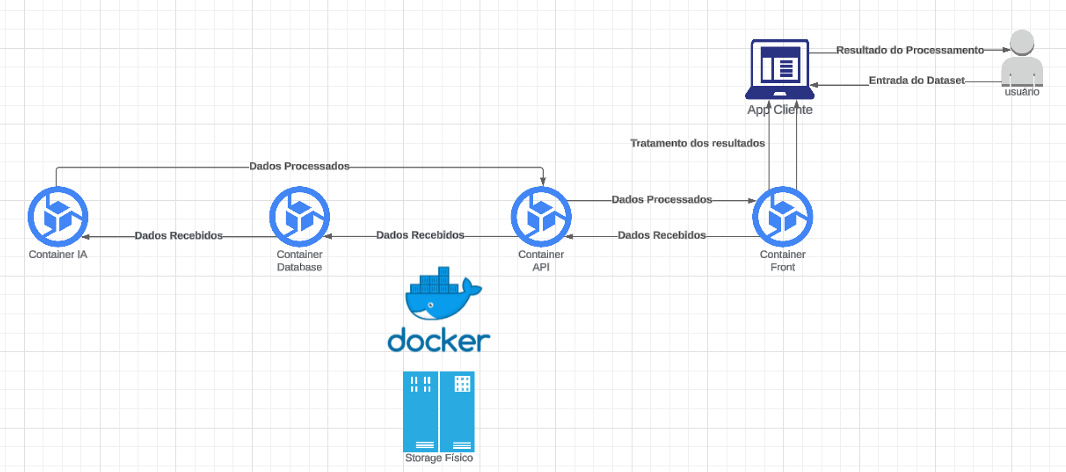 Resultado do Processamento
Entrada do Dataset
usuário
App Cliente
Tratamento dos resultados
Dados Processados
Dados Processados
Dados Recebidos
Dados Recebidos
Dados Recebidos
Container IA
Container
Database
Container
API
Container
Front
docker
Storage Físico